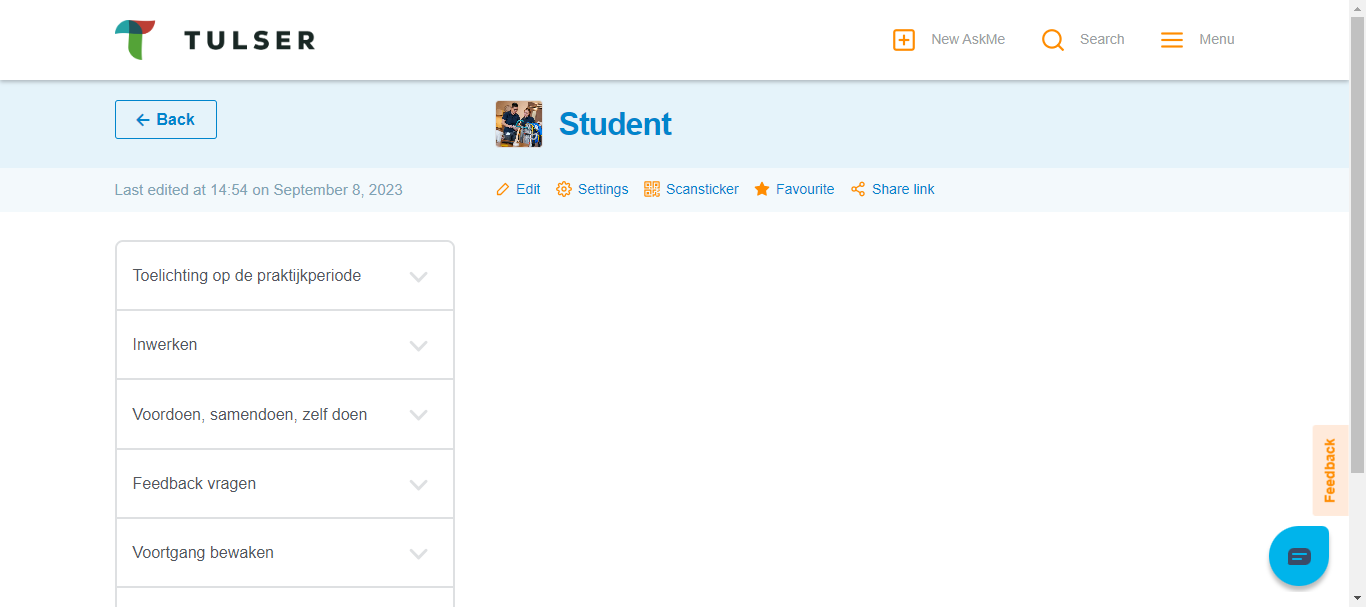 TULSER
New AskMe
Search
Menu
Back
Student
Last edited at 14:54 on September 8, 2023
Edit
Settings
Scansticker
Favourite
Share link
Toelichting op de praktijkperiode
Inwerken
Voordoen, samendoen, zelf doen
Feedback vragen
Voortgang bewaken
Feedback